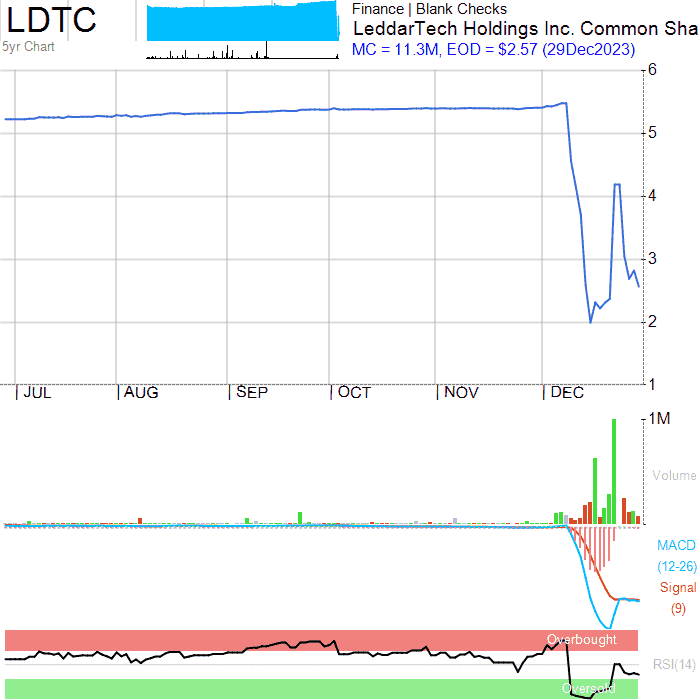 LDTC
5yr Chart
Finance | Blank Checks
LeddarTech Holdings Inc. Common Sha
MC = 11.3M, EOD = $2.57 (29Dec2023)
6
5
4
3
2
1
JUL AUG SEP OCT NOV DEC
1M
Volume
MACD
(12-26)
Signal
(9)
Overbought
RSI(14)
Oversold